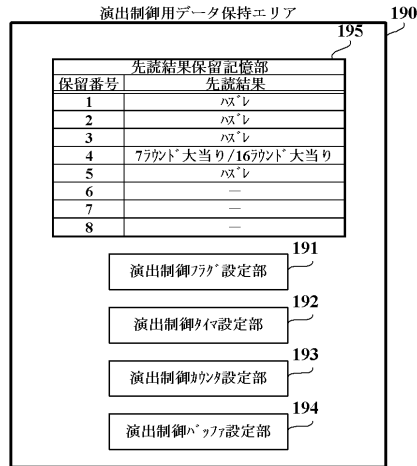 演出制御用データ保持エリア
190
195
先読結果保留記憶部
保留番号 先読結果
1 ﾊｽﾞﾚ
2 ﾊｽﾞﾚ
3 ﾊｽﾞﾚ
4 7ﾗｳﾝﾄﾞ大当り/16ﾗｳﾝﾄﾞ大当り
5 ﾊｽﾞﾚ
6 ―
7 ―
8 ―
191
演出制御ﾌﾗｸﾞ設定部
192
演出制御ﾀｲﾏ設定部
193
演出制御ｶｳﾝﾀ設定部
194
演出制御ﾊﾞｯﾌｧ設定部